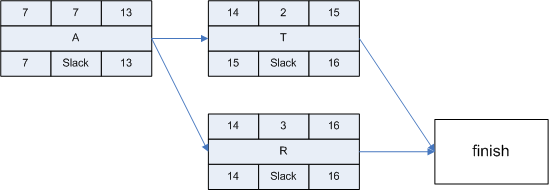 7 7 13
A
7 Slack 13
14 2 15
T
15 Slack 16
14 3 16
R
14 Slack 16
finish